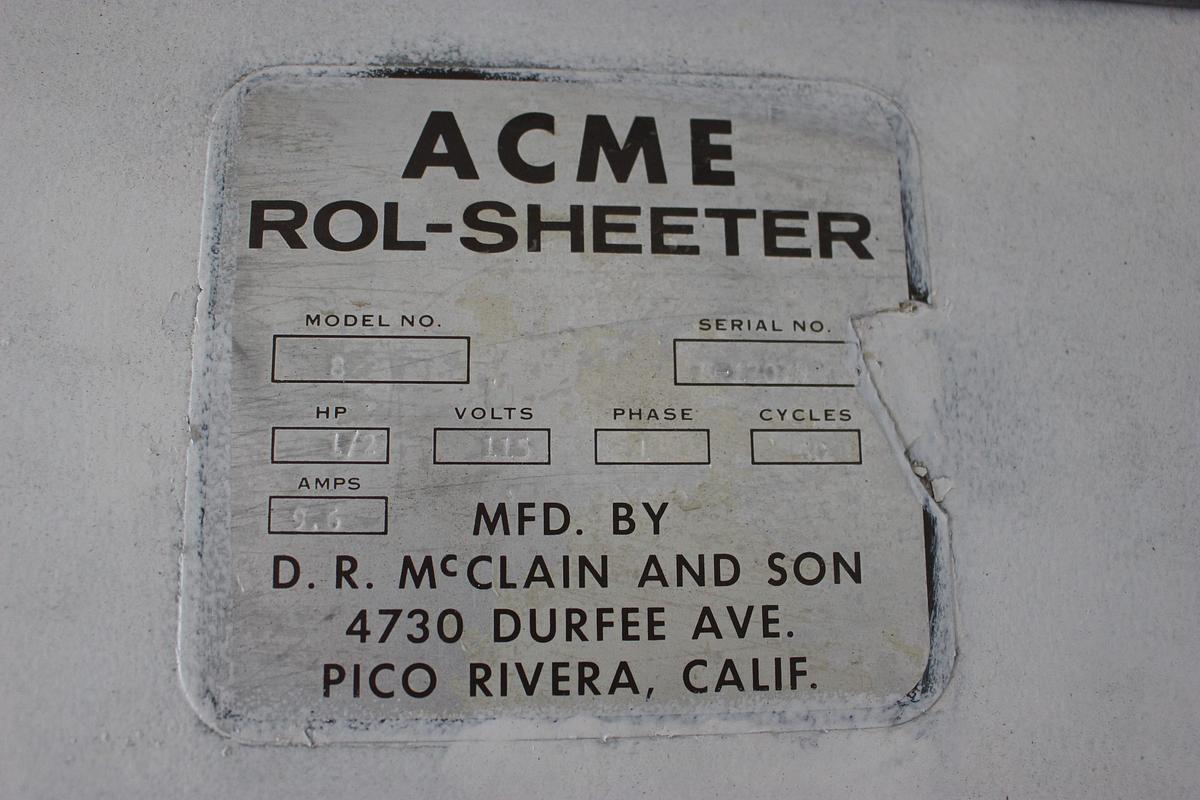 ACME
ROL-SHEETER
MODEL NO. SERIAL NO.
8
HP VOLTS PHASE CYCLES
1/2 115 1
AMPS
9.6
MFD. BY
D. R. McCLAIN AND SON
4730 DURFEE AVE.
PICO RIVERA, CALIF.